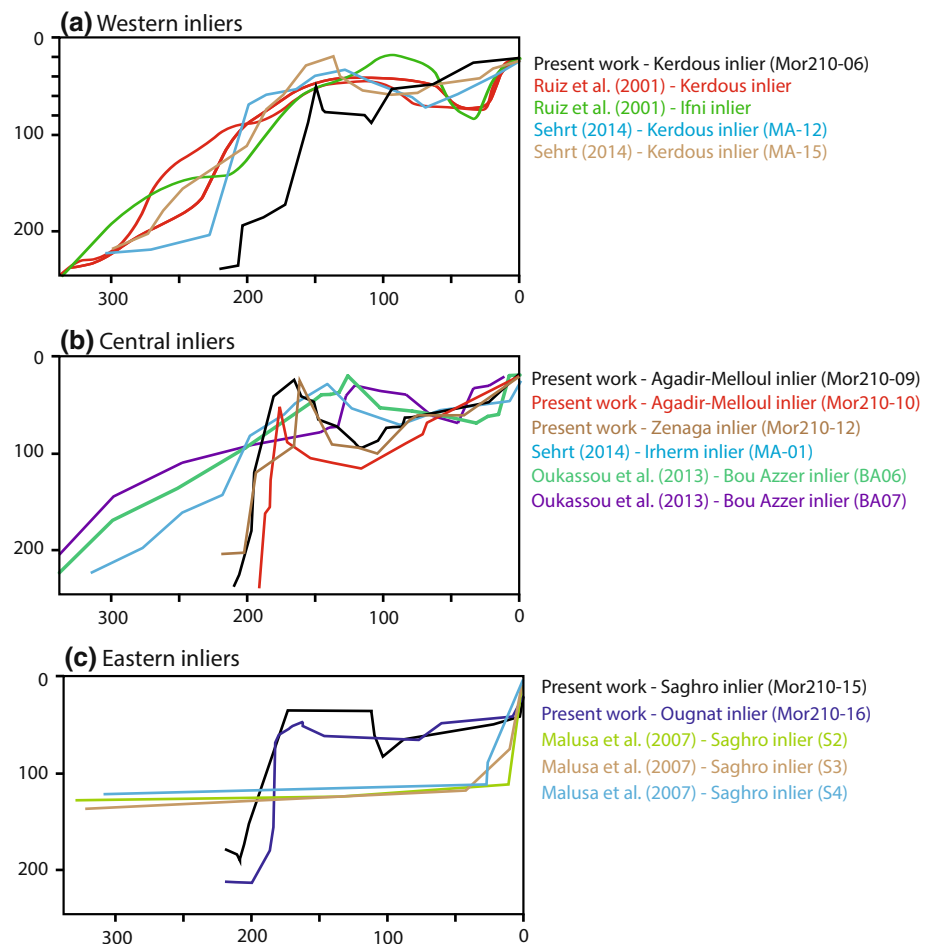 (a) Western inliers
0
100
200
300
200
100
0
Present work - Kerdous inlier (Mor210-06)
Ruiz et al. (2001) - Kerdous inlier
Ruiz et al. (2001) - Ifni inlier
Sehrt (2014) - Kerdous inlier (MA-12)
Sehrt (2014) - Kerdous inlier (MA-15)
(b) Central inliers
0
100
200
300
200
100
0
Present work - Agadir-Melloul inlier (Mor210-09)
Present work - Agadir-Melloul inlier (Mor210-10)
Present work - Zenaga inlier (Mor210-12)
Sehrt (2014) - Irherm inlier (MA-01)
Oukassou et al. (2013) - Bou Azzer inlier (BA06)
Oukassou et al. (2013) - Bou Azzer inlier (BA07)
(c) Eastern inliers
0
100
200
300
200
100
0
Present work - Saghro inlier (Mor210-15)
Present work - Ougnat inlier (Mor210-16)
Malusa et al. (2007) - Saghro inlier (S2)
Malusa et al. (2007) - Saghro inlier (S3)
Malusa et al. (2007) - Saghro inlier (S4)